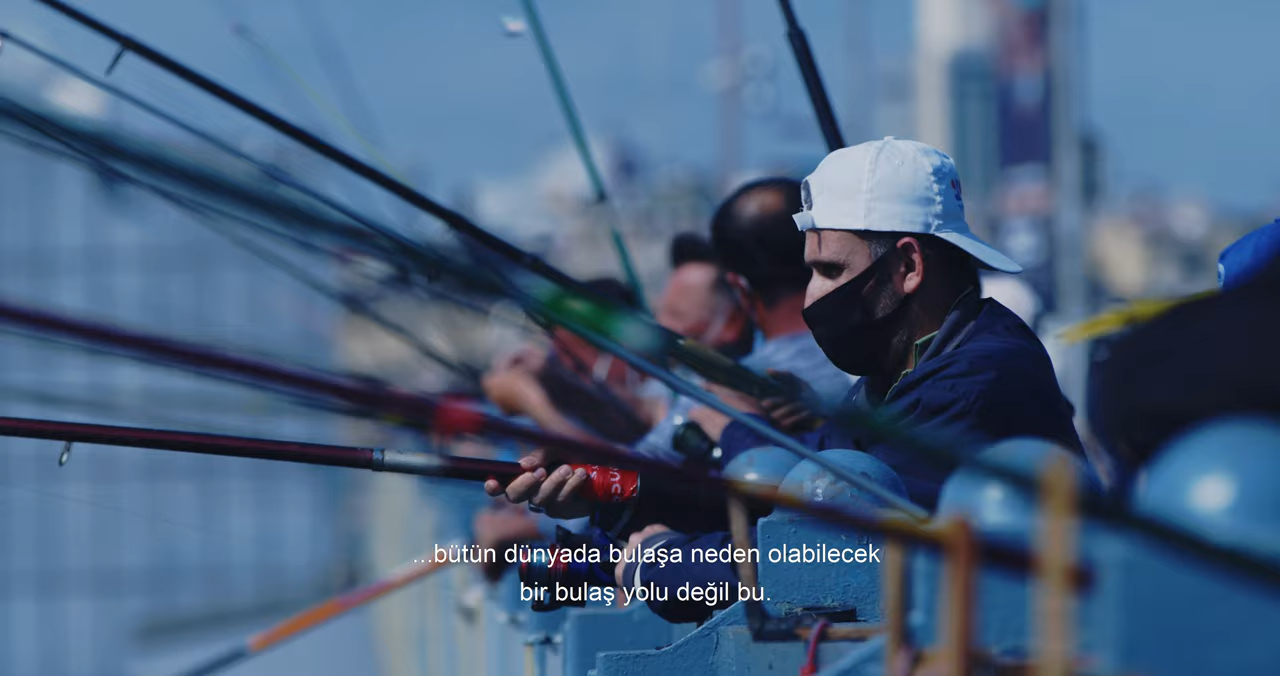 ...bütün dünyada bulaşa neden olabilecek
bir bulaş yolu değil bu.